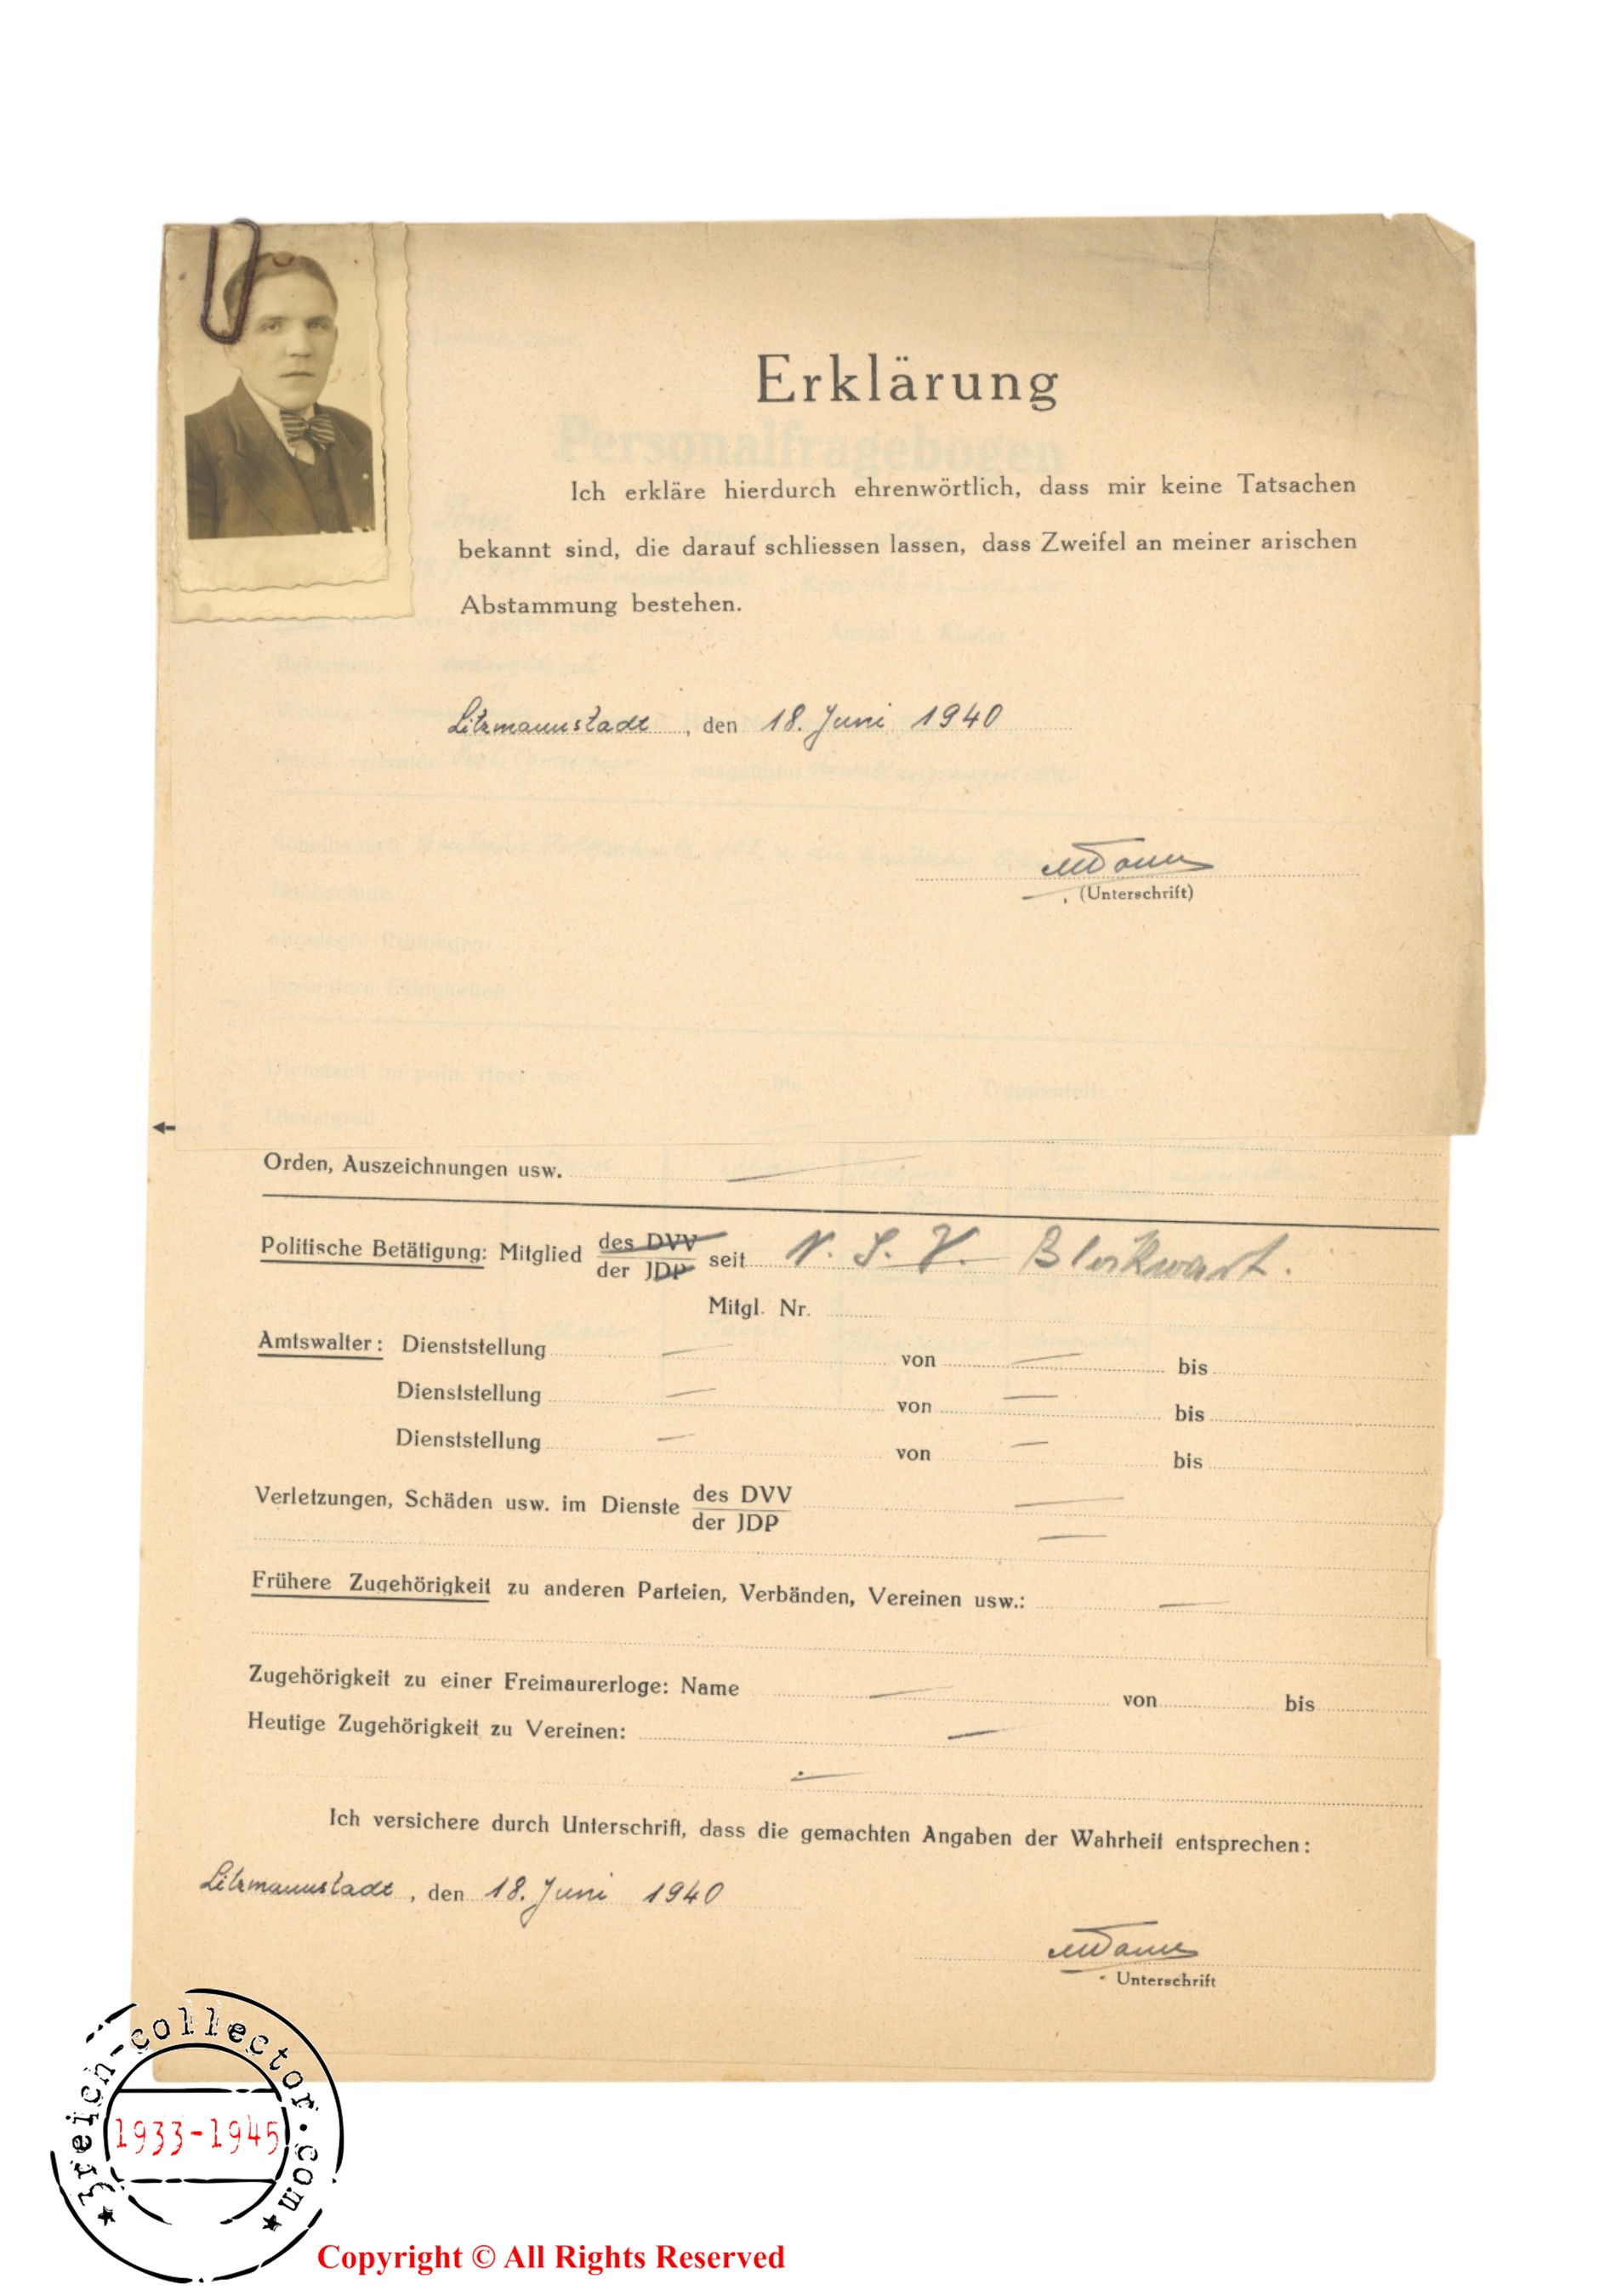 Erklärung
Personalfragebogen
Ich erkläre hierdurch ehrenwörtlich, dass mir keine Tatsachen
bekannt sind, die darauf schliessen lassen, dass Zweifel an meiner arischen
Abstammung bestehen.
Anzahl d. Kinder
Litzmannstadt, den 18. Juni 1940
(Unterschrift)
Orden, Auszeichnungen usw.
Politische Betätigung: Mitglied des DVV
der JDP seit N. S. V. Blockwart.
Mitgl. Nr.
Amtswalter: Dienststellung von bis
Dienststellung von bis
Dienststellung von bis
Verletzungen, Schäden usw. im Dienste des DVV
der JDP
Frühere Zugehörigkeit zu anderen Parteien, Verbänden, Vereinen usw.:
Zugehörigkeit zu einer Freimaurerloge: Name von bis
Heutige Zugehörigkeit zu Vereinen:
Ich versichere durch Unterschrift, dass die gemachten Angaben der Wahrheit entsprechen:
Litzmannstadt, den 18. Juni 1940
Unterschrift
3reich-collector.com
1933-1945
Copyright © All Rights Reserved